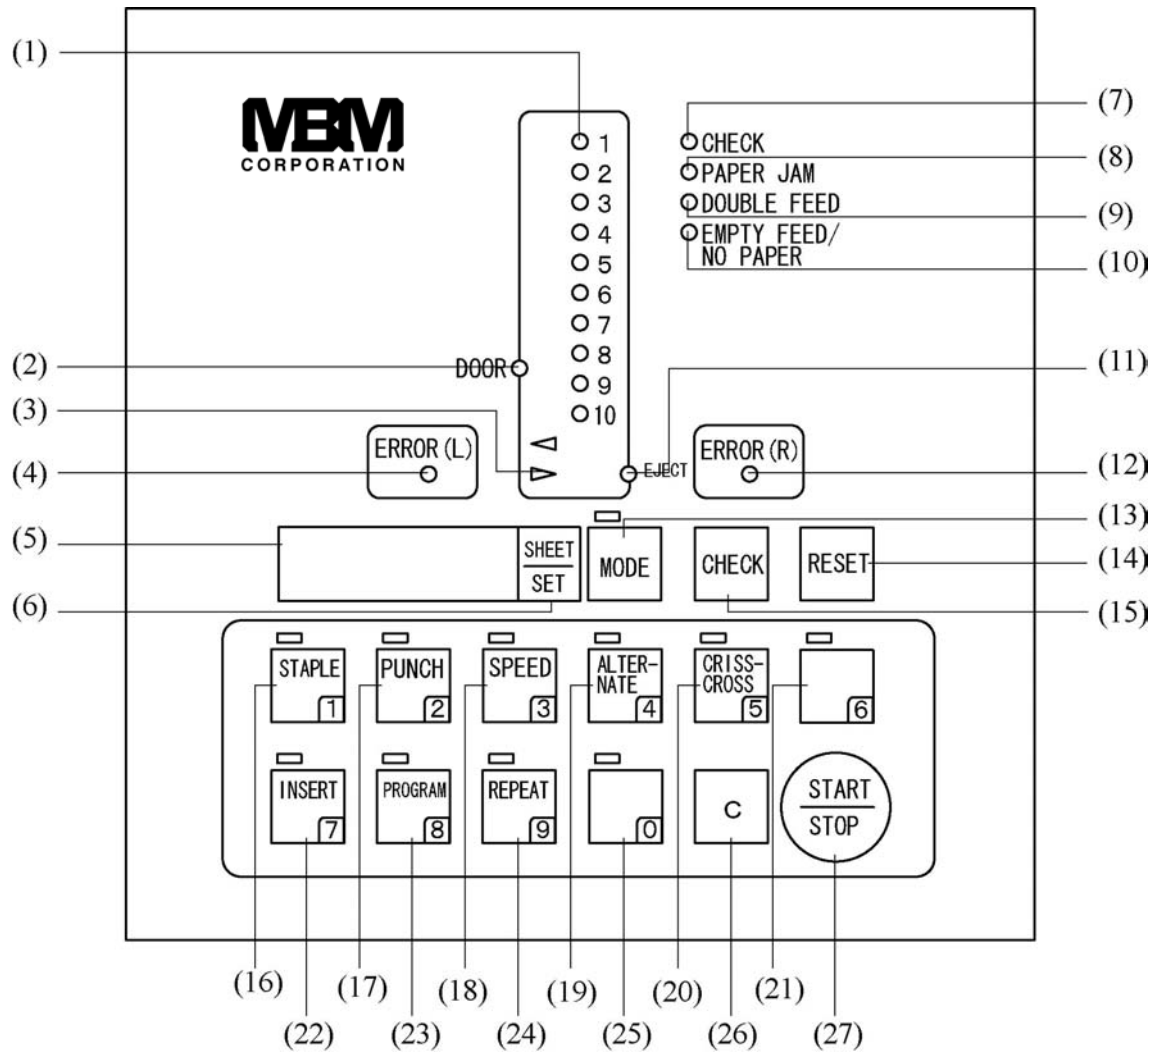 (1)
MBM
CORPORATION
1
2
3
4
5
6
7
8
9
10
CHECK
PAPER JAM
DOUBLE FEED
EMPTY FEED/
NO PAPER
(7)
(8)
(9)
(10)
(2)
DOOR
(3)
(11)
ERROR(L)
(4)
EJECT
ERROR(R)
(12)
(13)
(5)
SHEET
SET
MODE
CHECK
RESET
(14)
(6)
(15)
STAPLE
1
PUNCH
2
SPEED
3
ALTER-
NATE
4
CRISS-
CROSS
5
6
INSERT
7
PROGRAM
8
REPEAT
9
0
C
START
STOP
(16)
(17)
(18)
(19)
(20)
(21)
(22)
(23)
(24)
(25)
(26)
(27)